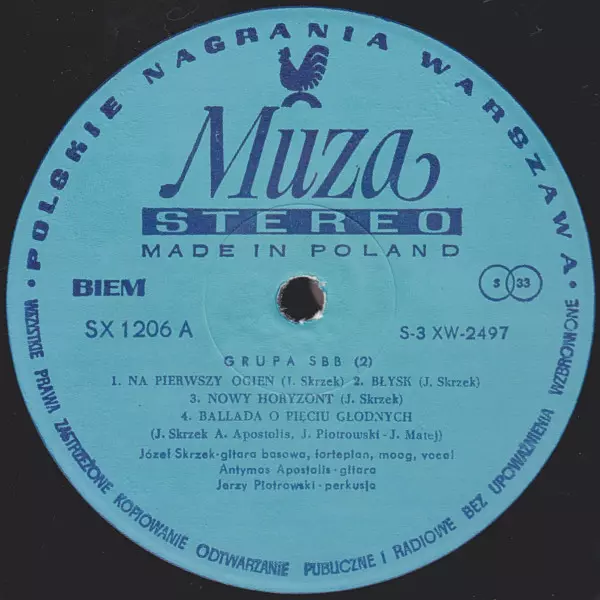 POLSKIE NAGRANIA WARSZAWA
Muza
STEREO
MADE IN POLAND
BIEM
S 33
SX 1206 A
S-3 XW-2497
GRUPA SBB (2)
1. NA PIERWSZY OGIEN (J. Skrzek) 2. BŁYSK (J. Skrzek)
3. NOWY HORYZONT (J. Skrzek)
4. BALLADA O PIĘCIU GŁODNYCH
(J. Skrzek A. Apostolis, J. Piotrowski - J. Matej)
Józef Skrzek-gitara basowa, forteplan, moog, vocal
Antymos Apostolis - gitara
Jerzy Piotrowski - perkusja
WSZYSTKIE PRAWA ZASTRZEŻONE KOPIOWANIE ODTWARZANIE PUBLICZNE I RADIOWE BEZ UPOWAŻNIENIA WZBRONIONE